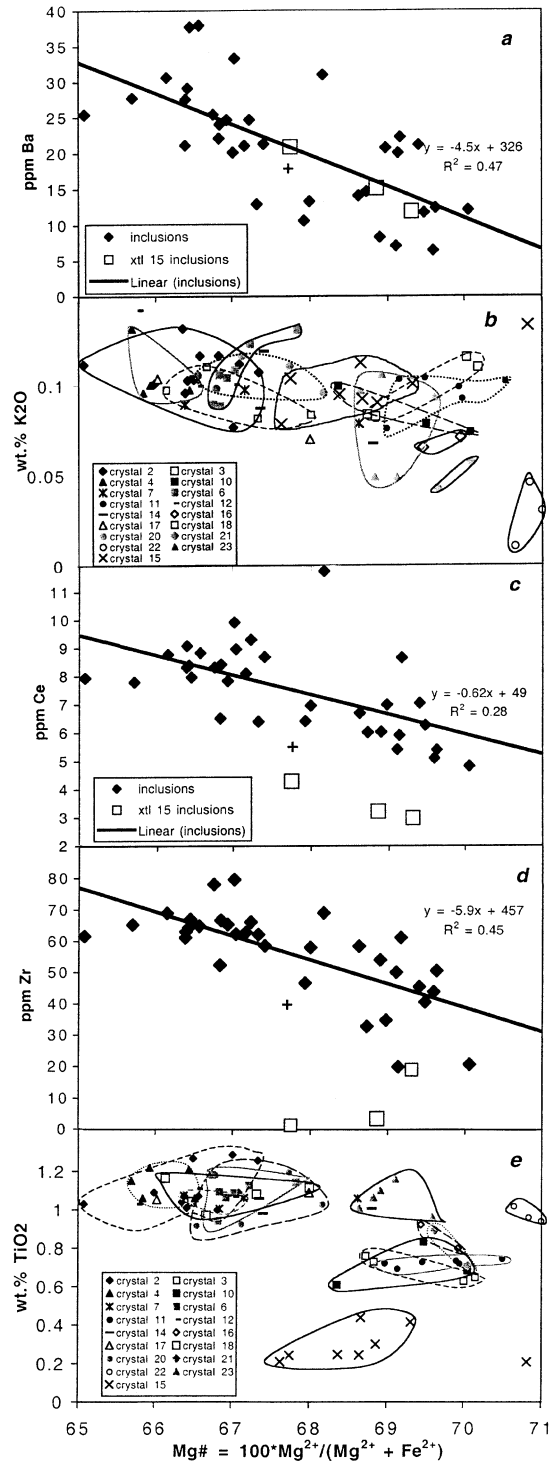 40
35
30
25
20
15
10
5
0
ppm Ba
a
y = -4.5x + 326
R2 = 0.47
inclusions
xtl 15 inclusions
Linear (inclusions)
b
0.1
0.05
0
wt.% K2O
crystal 2 crystal 3
crystal 4 crystal 10
crystal 7 crystal 6
crystal 11 crystal 12
crystal 14 crystal 16
crystal 17 crystal 18
crystal 20 crystal 21
crystal 22 crystal 23
crystal 15
c
9
8
7
6
5
4
3
2
ppm Ce
y = -0.62x + 49
R2 = 0.28
inclusions
xtl 15 inclusions
Linear (inclusions)
d
80
70
60
50
40
30
20
10
0
ppm Zr
y = -5.9x + 457
R2 = 0.45
e
1.2
1.0
0.8
0.6
0.4
0.2
0
wt.% TiO2
crystal 2 crystal 3
crystal 4 crystal 10
crystal 7 crystal 6
crystal 11 crystal 12
crystal 14 crystal 16
crystal 17 crystal 18
crystal 20 crystal 21
crystal 22 crystal 23
crystal 15
65 66 67 68 69 70 71
Mg# = 100*Mg2+/(Mg2+ + Fe2+)